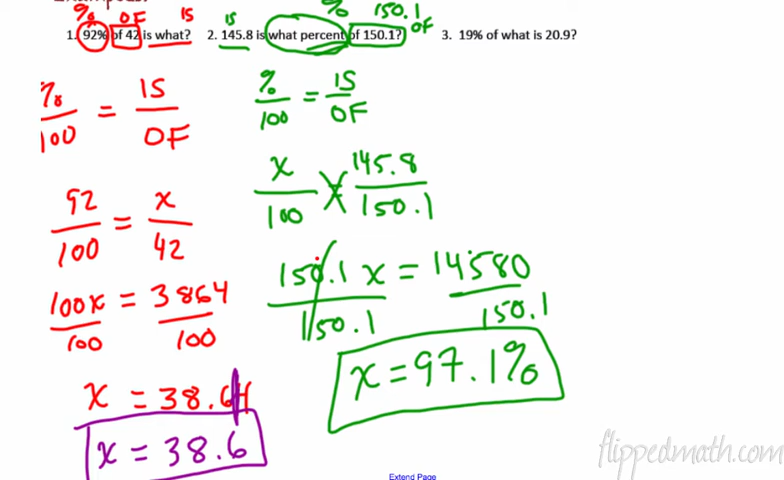 % OF IS
1. 92% of 42 is what?
IS % 150.1 OF
2. 145.8 is what percent of 150.1?
3. 19% of what is 20.9?
%/100 = IS/OF
92/100 = x/42
100x/100 = 3864/100
x = 38.64
x = 38.6
%/100 = IS/OF
x/100 = 145.8/150.1
150.1x/150.1 = 14580/150.1
x = 97.1%
flippedmath.com
Extend Page